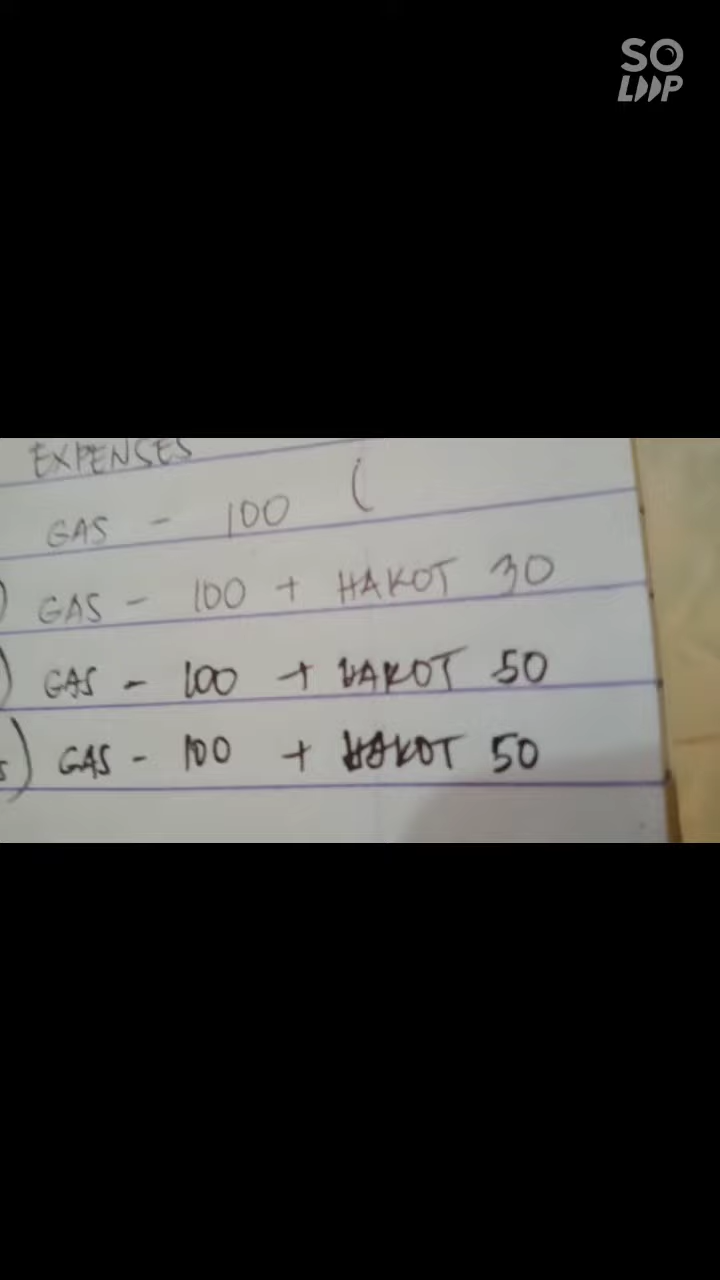 SO
LOOP
EXPENSES
GAS - 100 (
) GAS - 100 + HAKOT 30
) GAS - 100 + HAKOT 50
s) GAS - 100 + HAKOT 50